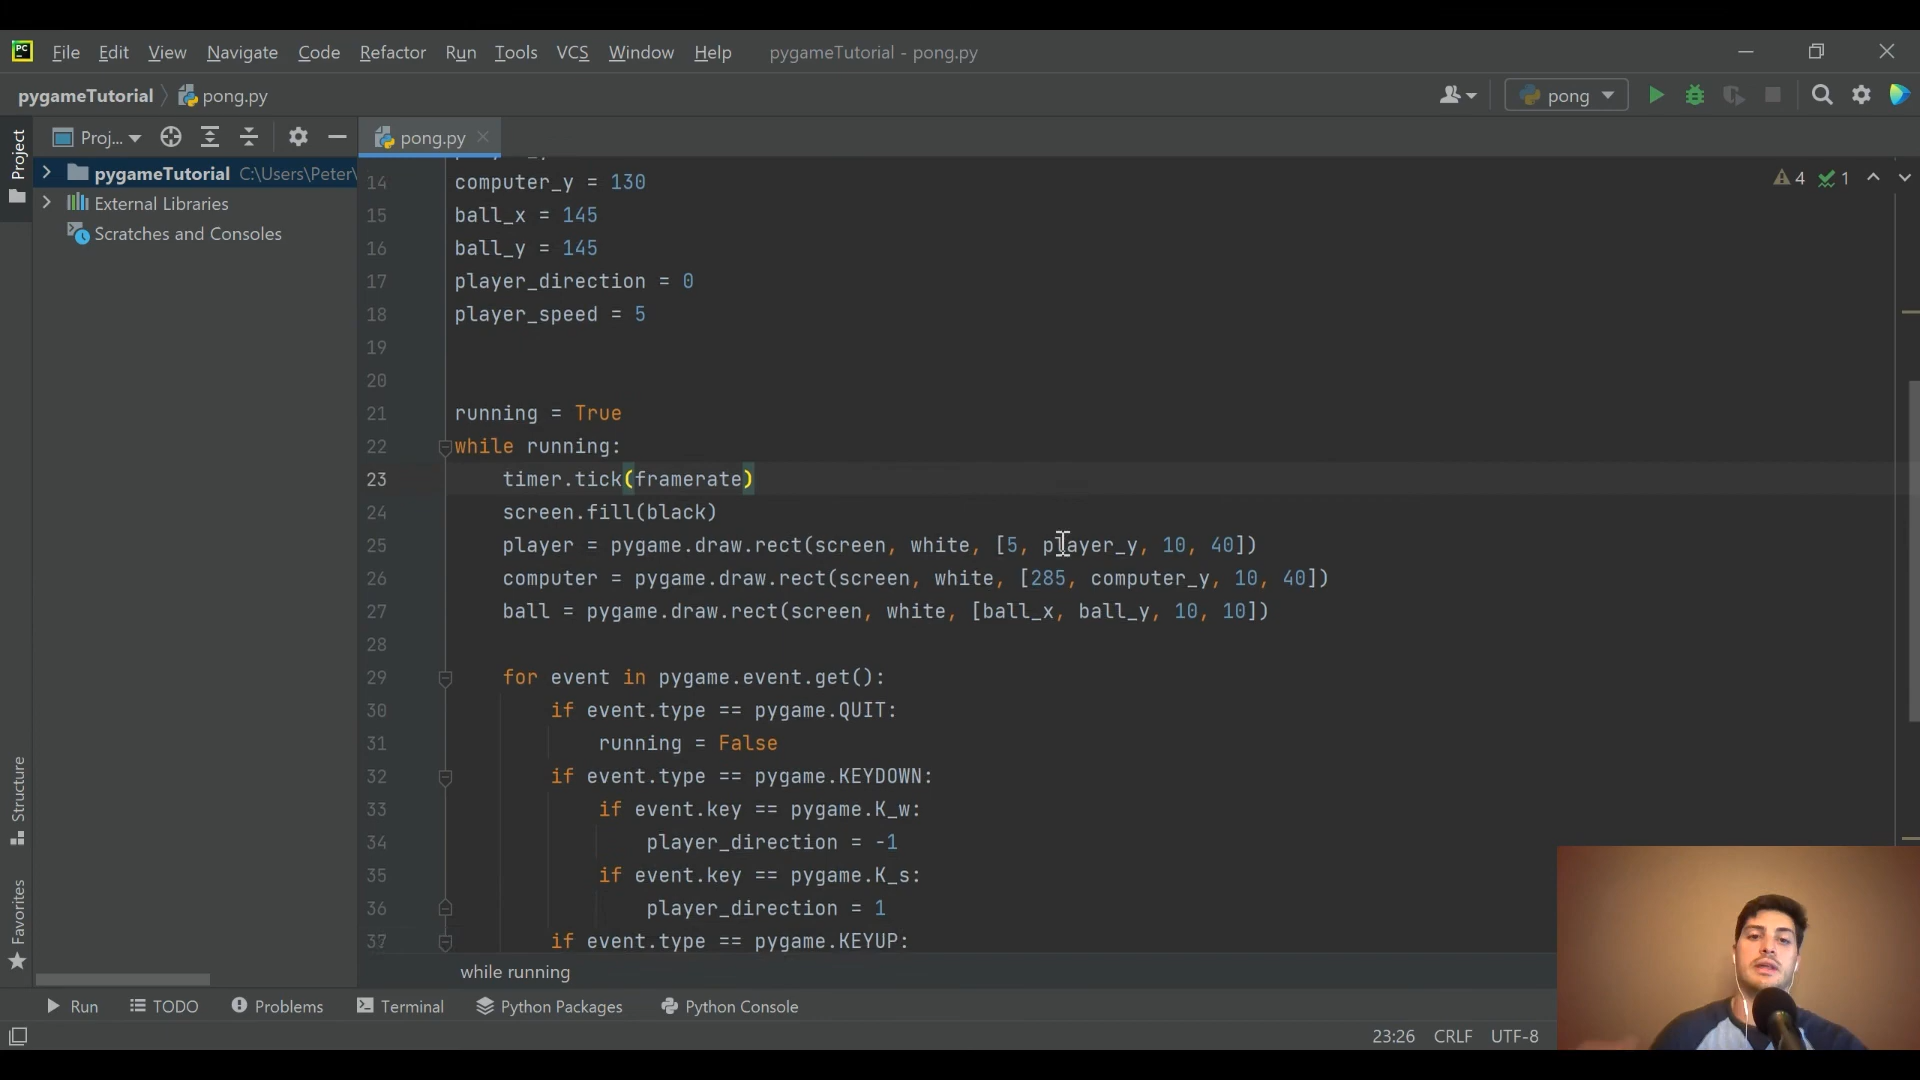 PC File Edit View Navigate Code Refactor Run Tools VCS Window Help pygameTutorial - pong.py
pygameTutorial pong.py pong
Proj... pong.py
Project
pygameTutorial C:\Users\Peter\
External Libraries
Scratches and Consoles
4 1
14 computer_y = 130
15 ball_x = 145
16 ball_y = 145
17 player_direction = 0
18 player_speed = 5
19
20
21 running = True
22 while running:
23 timer.tick(framerate)
24 screen.fill(black)
25 player = pygame.draw.rect(screen, white, [5, player_y, 10, 40])
26 computer = pygame.draw.rect(screen, white, [285, computer_y, 10, 40])
27 ball = pygame.draw.rect(screen, white, [ball_x, ball_y, 10, 10])
28
29 for event in pygame.event.get():
30 if event.type == pygame.QUIT:
31 running = False
32 if event.type == pygame.KEYDOWN:
33 if event.key == pygame.K_w:
34 player_direction = -1
35 if event.key == pygame.K_s:
36 player_direction = 1
37 if event.type == pygame.KEYUP:
Structure
Favorites
while running
Run TODO Problems Terminal Python Packages Python Console
23:26 CRLF UTF-8